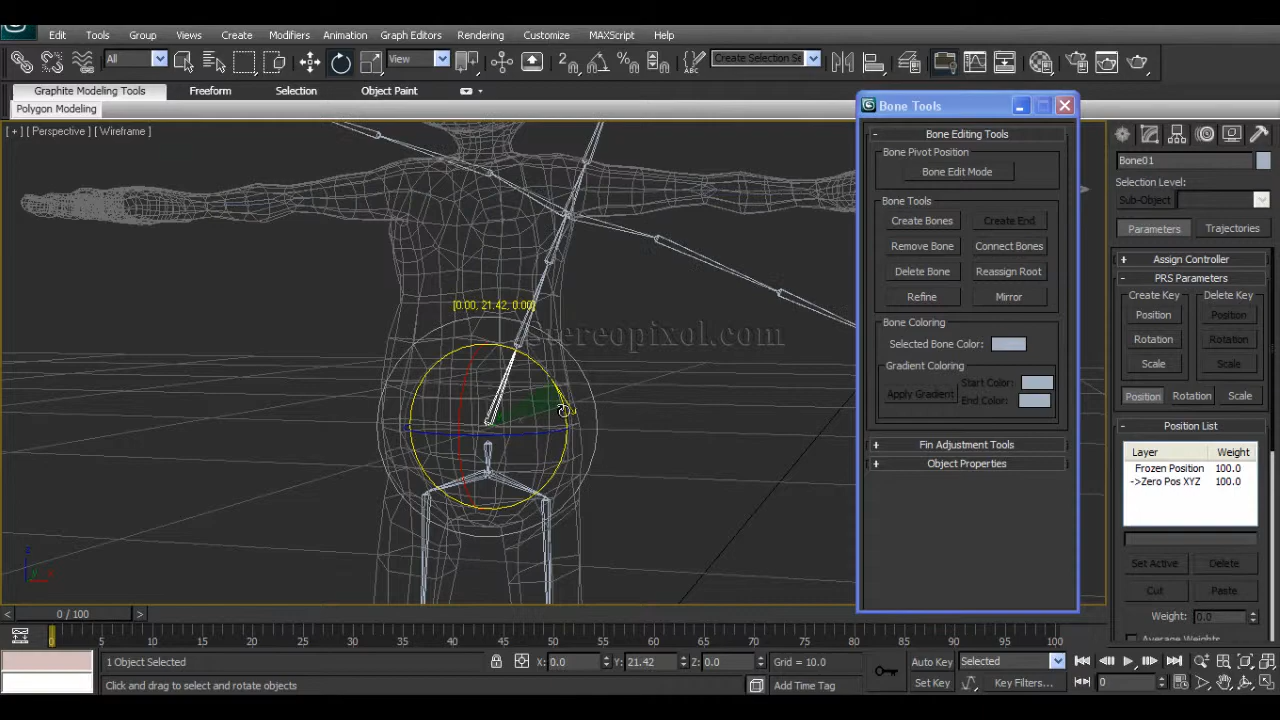 Edit Tools Group Views Create Modifiers Animation Graph Editors Rendering Customize MAXScript Help
All View Create Selection Se
Graphite Modeling Tools Freeform Selection Object Paint
Polygon Modeling
[ + ] [ Perspective ] [ Wireframe ]
[0.00, 21.42, 0.00]
stereopixol.com
Bone Tools
Bone Editing Tools
Bone Pivot Position
Bone Edit Mode
Bone Tools
Create Bones Create End
Remove Bone Connect Bones
Delete Bone Reassign Root
Refine Mirror
Bone Coloring
Selected Bone Color:
Gradient Coloring
Apply Gradient Start Color:
End Color:
Fin Adjustment Tools
Object Properties
Bone01
Selection Level:
Sub-Object
Parameters Trajectories
Assign Controller
PRS Parameters
Create Key Delete Key
Position Position
Rotation Rotation
Scale Scale
Position Rotation Scale
Position List
Layer Weight
Frozen Position 100.0
->Zero Pos XYZ 100.0
Set Active Delete
Cut Paste
Weight: 0.0
Average Weights
0 / 100
0 5 10 15 20 25 30 35 40 45 50 55 60 65 70 75 80 85 90 95 100
1 Object Selected X: 0.0 Y: 21.42 Z: 0.0 Grid = 10.0 Auto Key Selected
Click and drag to select and rotate objects Add Time Tag Set Key Key Filters... 0